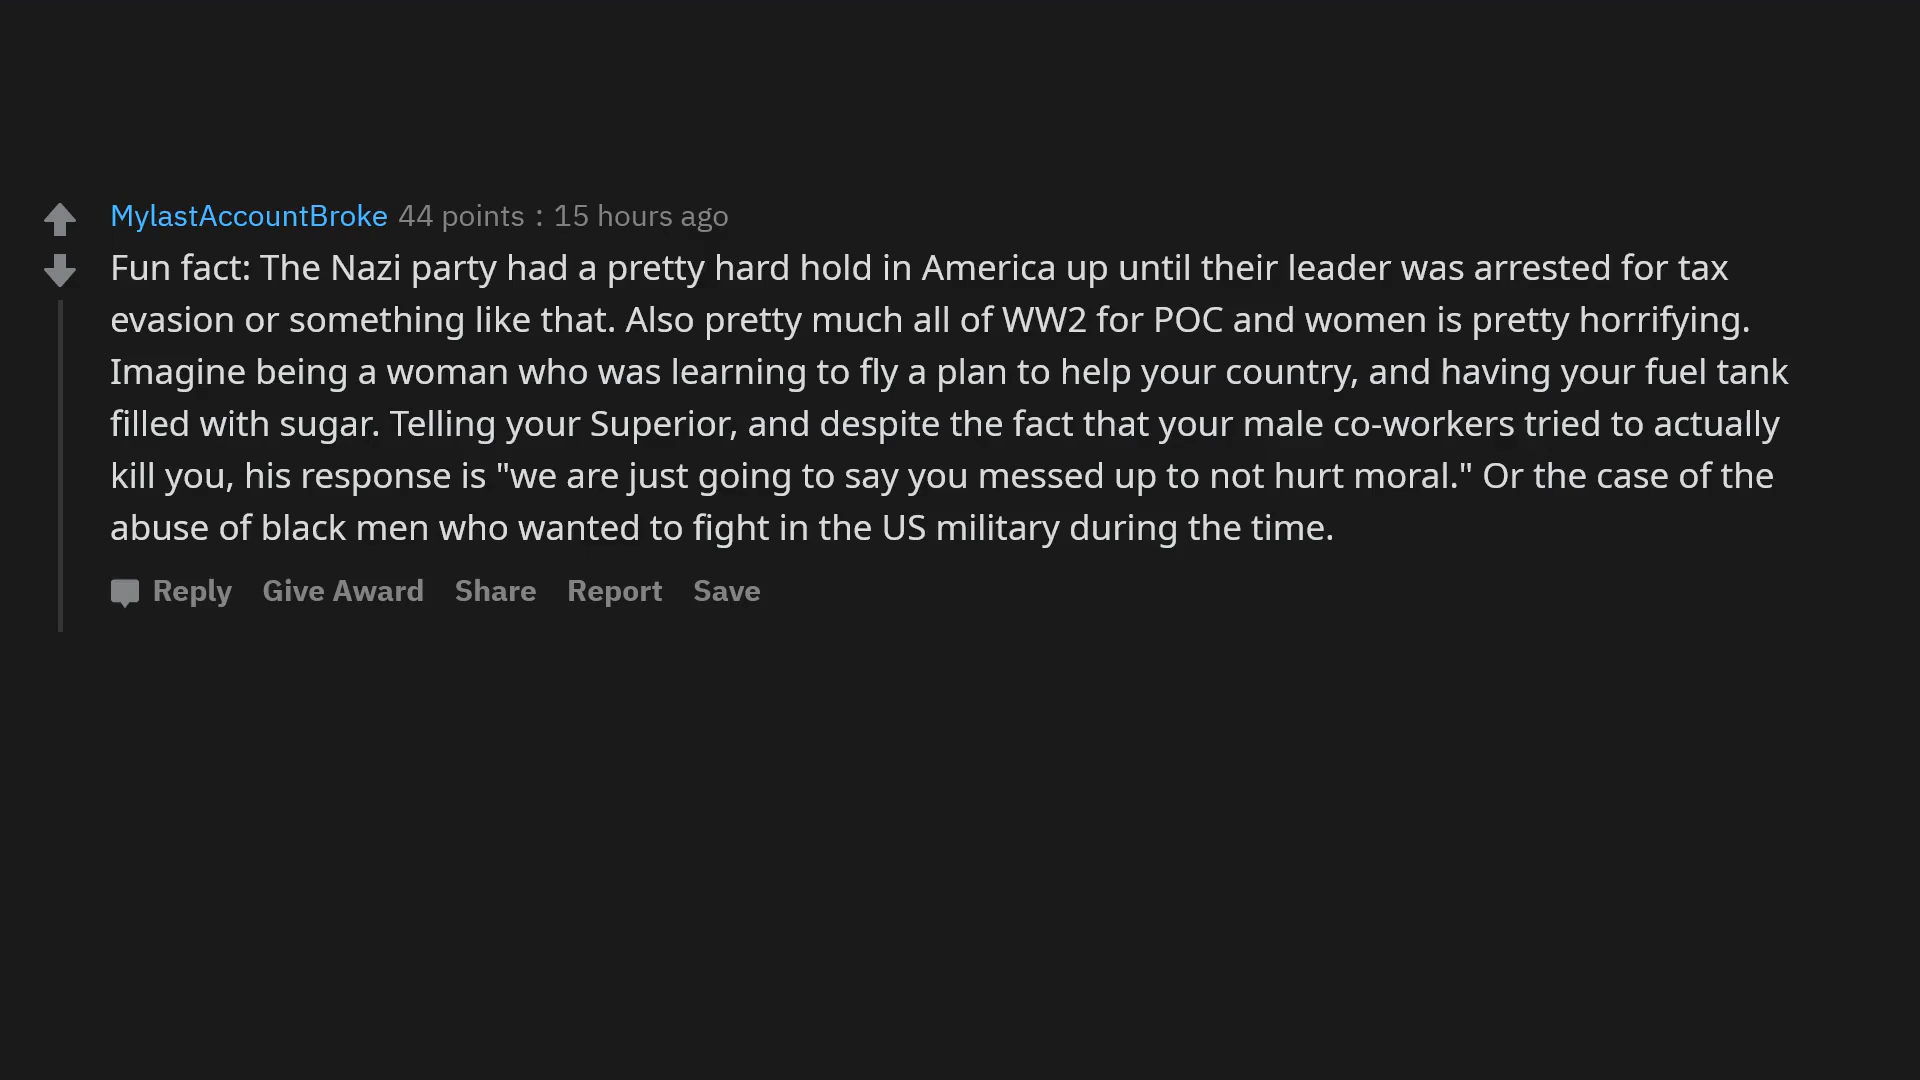 MylastAccountBroke 44 points : 15 hours ago
Fun fact: The Nazi party had a pretty hard hold in America up until their leader was arrested for tax
evasion or something like that. Also pretty much all of WW2 for POC and women is pretty horrifying.
Imagine being a woman who was learning to fly a plan to help your country, and having your fuel tank
filled with sugar. Telling your Superior, and despite the fact that your male co-workers tried to actually
kill you, his response is "we are just going to say you messed up to not hurt moral." Or the case of the
abuse of black men who wanted to fight in the US military during the time.
Reply Give Award Share Report Save